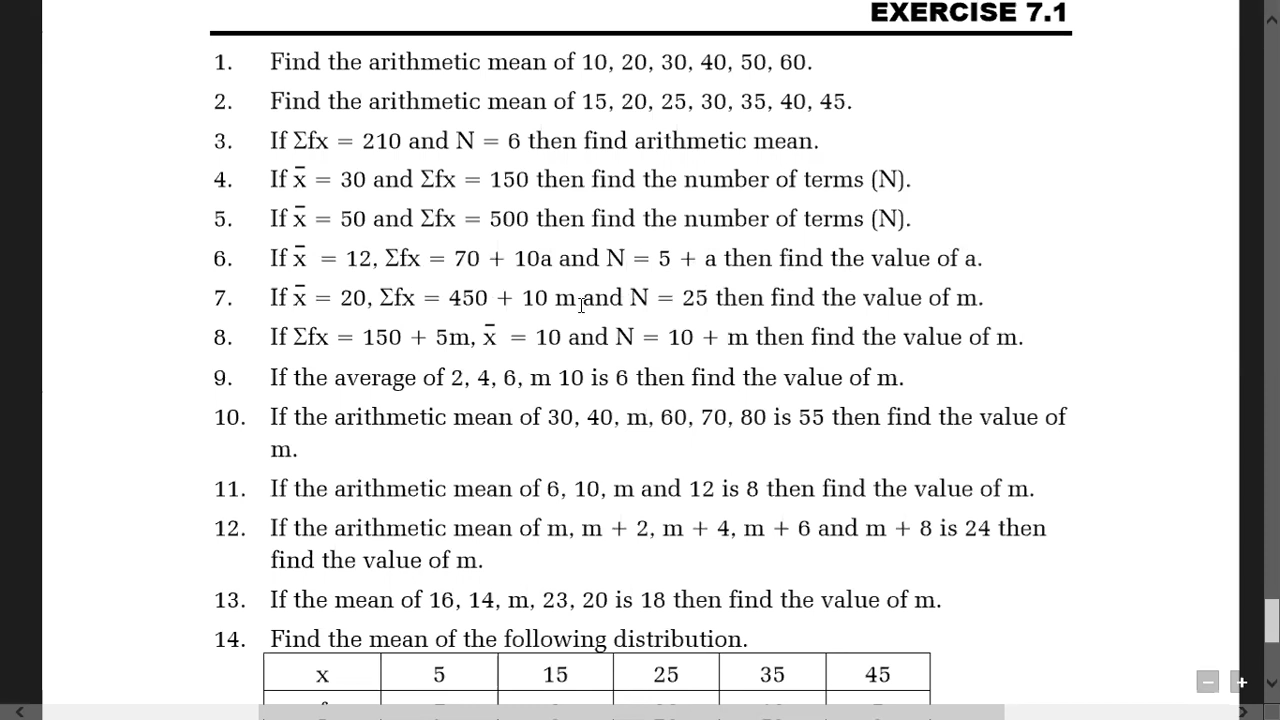 EXERCISE 7.1
1. Find the arithmetic mean of 10, 20, 30, 40, 50, 60.
2. Find the arithmetic mean of 15, 20, 25, 30, 35, 40, 45.
3. If Σfx = 210 and N = 6 then find arithmetic mean.
4. If x̄ = 30 and Σfx = 150 then find the number of terms (N).
5. If x̄ = 50 and Σfx = 500 then find the number of terms (N).
6. If x̄ = 12, Σfx = 70 + 10a and N = 5 + a then find the value of a.
7. If x̄ = 20, Σfx = 450 + 10 m and N = 25 then find the value of m.
8. If Σfx = 150 + 5m, x̄ = 10 and N = 10 + m then find the value of m.
9. If the average of 2, 4, 6, m 10 is 6 then find the value of m.
10. If the arithmetic mean of 30, 40, m, 60, 70, 80 is 55 then find the value of
m.
11. If the arithmetic mean of 6, 10, m and 12 is 8 then find the value of m.
12. If the arithmetic mean of m, m + 2, m + 4, m + 6 and m + 8 is 24 then
find the value of m.
13. If the mean of 16, 14, m, 23, 20 is 18 then find the value of m.
14. Find the mean of the following distribution.
x 5 15 25 35 45